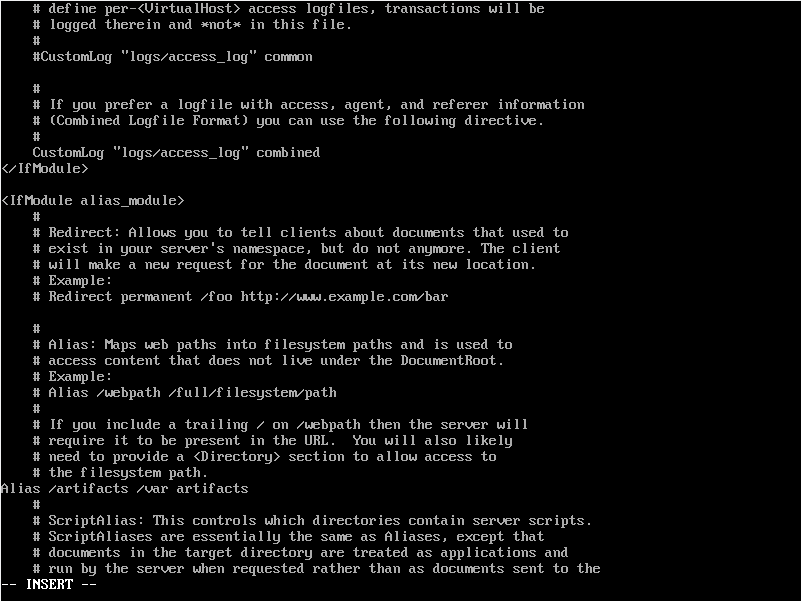 # define per-<VirtualHost> access logfiles, transactions will be
# logged therein and *not* in this file.
#
#CustomLog "logs/access_log" common
#
# If you prefer a logfile with access, agent, and referer information
# (Combined Logfile Format) you can use the following directive.
#
CustomLog "logs/access_log" combined
</IfModule>
<IfModule alias_module>
#
# Redirect: Allows you to tell clients about documents that used to
# exist in your server's namespace, but do not anymore. The client
# will make a new request for the document at its new location.
# Example:
# Redirect permanent /foo http://www.example.com/bar
#
# Alias: Maps web paths into filesystem paths and is used to
# access content that does not live under the DocumentRoot.
# Example:
# Alias /webpath /full/filesystem/path
#
# If you include a trailing / on /webpath then the server will
# require it to be present in the URL.  You will also likely
# need to provide a <Directory> section to allow access to
# the filesystem path.
Alias /artifacts /var artifacts
#
# ScriptAlias: This controls which directories contain server scripts.
# ScriptAliases are essentially the same as Aliases, except that
# documents in the target directory are treated as applications and
# run by the server when requested rather than as documents sent to the
-- INSERT --